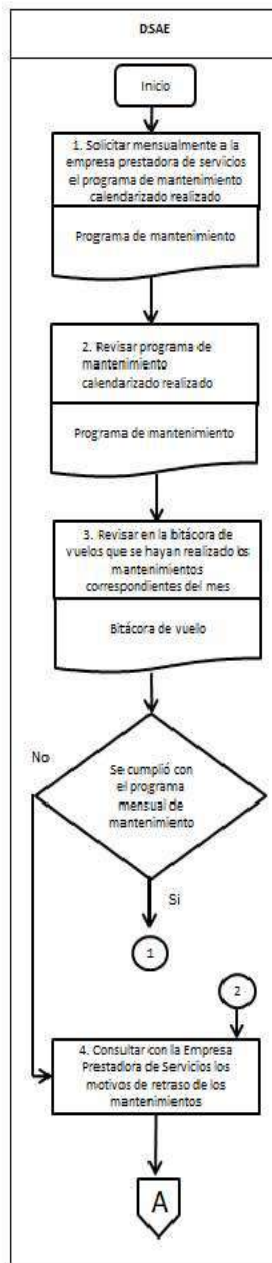 DSAE
Inicio
1. Solicitar mensualmente a la
empresa prestadora de servicios
el programa de mantenimiento
calendarizado realizado
Programa de mantenimiento
2. Revisar programa de
mantenimiento
calendarizado realizado
Programa de mantenimiento
3. Revisar en la bitácora de
vuelos que se hayan realizado los
mantenimientos
correspondientes del mes
Bitácora de vuelo
No
Se cumplió con
el programa
mensual de
mantenimiento
Si
1
2
4. Consultar con la Empresa
Prestadora de Servicios los
motivos de retraso de los
mantenimientos
A